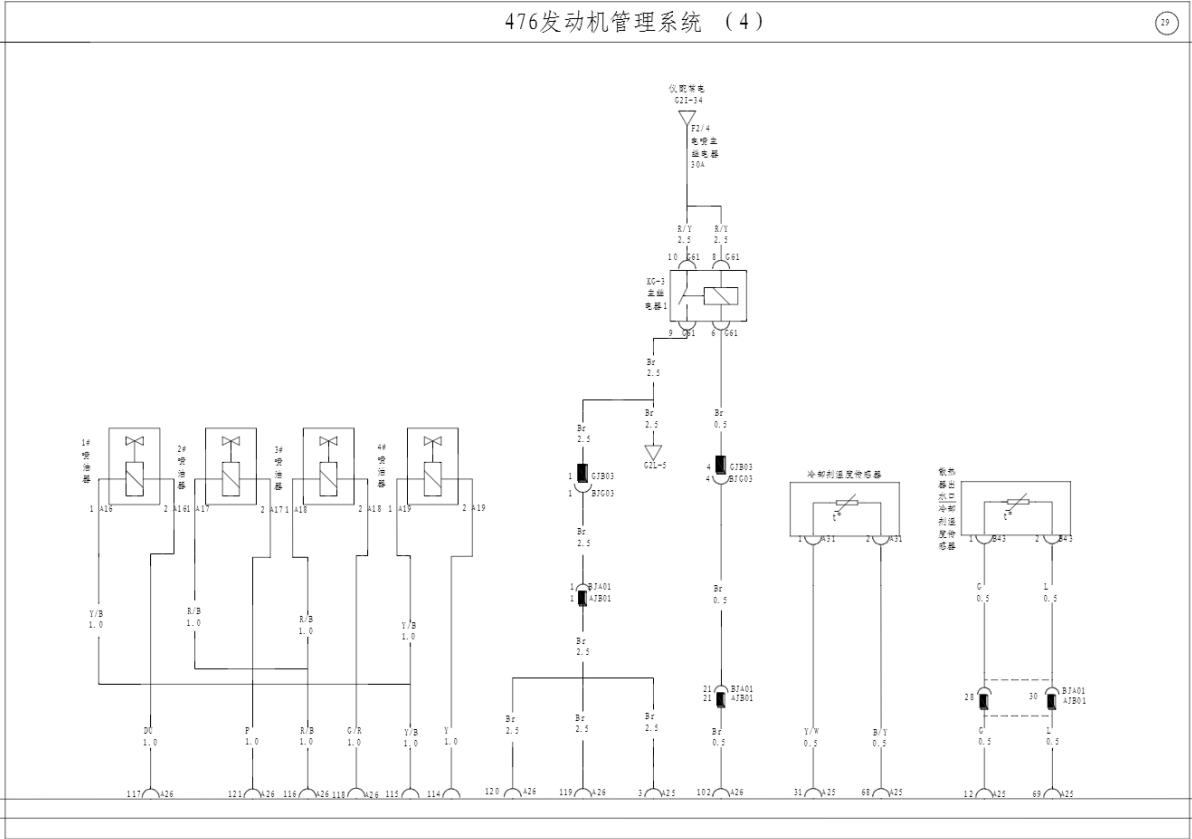 476发动机管理系统 (4)
29
仪配常电
G2I-34
F2/4
电喷主
继电器
30A
R/Y
2.5
R/Y
2.5
10 G61
8 G61
KG-3
主继
电器1
9 G61
6 G61
Br
2.5
Br
2.5
Br
2.5
Br
0.5
G2L-5
1 GJB03
1 BJG03
4 GJB03
4 BJG03
1#
喷
油
器
2#
喷
油
器
3#
喷
油
器
4#
喷
油
器
1 A16
2 A16
1 A17
2 A17
1 A18
2 A18
1 A19
2 A19
冷却剂温度传感器
1 A31
2 A31
散热
器出
水口
冷却
剂温
度传
感器
1 B43
2 B43
Br
2.5
1 BJA01
1 AJB01
Br
0.5
G
0.5
L
0.5
Y/B
1.0
R/B
1.0
R/B
1.0
Y/B
1.0
Br
2.5
21 BJA01
21 AJB01
28
30
BJA01
AJB01
1.0
P
1.0
R/B
1.0
G/R
1.0
Y/B
1.0
Y
1.0
Br
2.5
Br
2.5
Br
2.5
Br
0.5
Y/W
0.5
B/Y
0.5
G
0.5
L
0.5
117 A26
121 A26
116 A26
118 A26
115
114
120 A26
119 A26
3 A25
102 A26
31 A25
68 A25
12 A25
69 A25